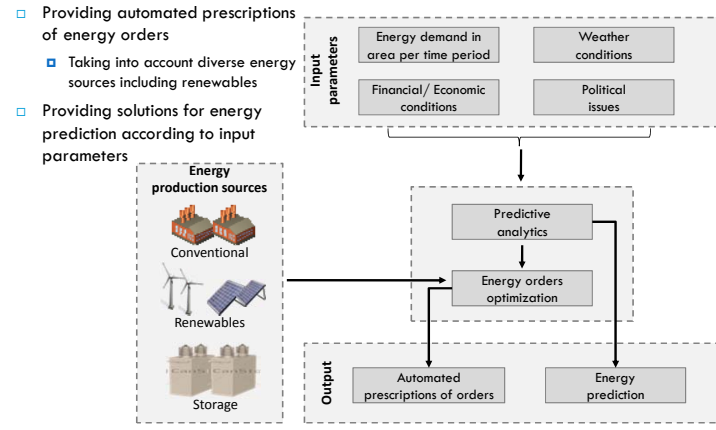 Providing automated prescriptions
of energy orders
Taking into account diverse energy
sources including renewables
Providing solutions for energy
prediction according to input
parameters
Input
parameters
Energy demand in
area per time period
Weather
conditions
Financial/ Economic
conditions
Political
issues
Energy
production sources
Conventional
Renewables
Storage
Predictive
analytics
Energy orders
optimization
Output
Automated
prescriptions of orders
Energy
prediction